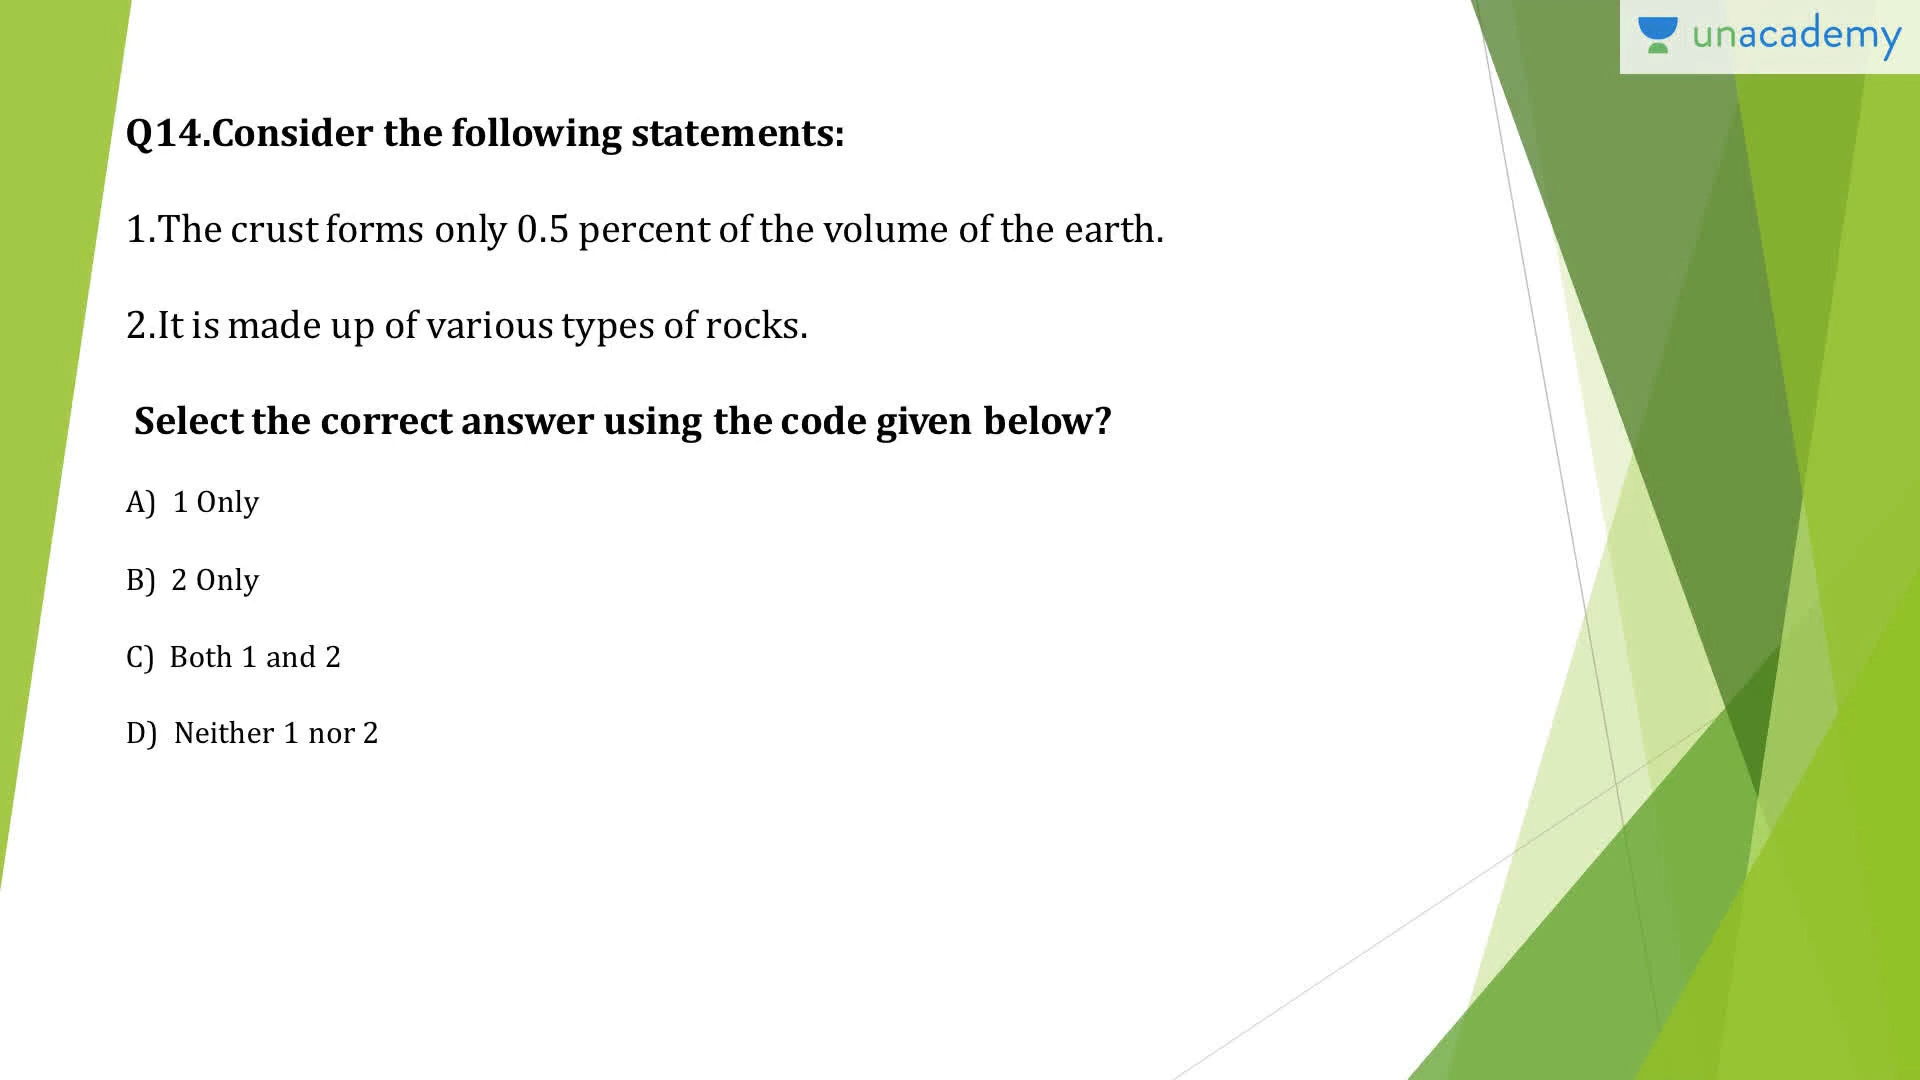 unacademy
Q14.Consider the following statements:
1.The crust forms only 0.5 percent of the volume of the earth.
2.It is made up of various types of rocks.
Select the correct answer using the code given below?
A) 1 Only
B) 2 Only
C) Both 1 and 2
D) Neither 1 nor 2